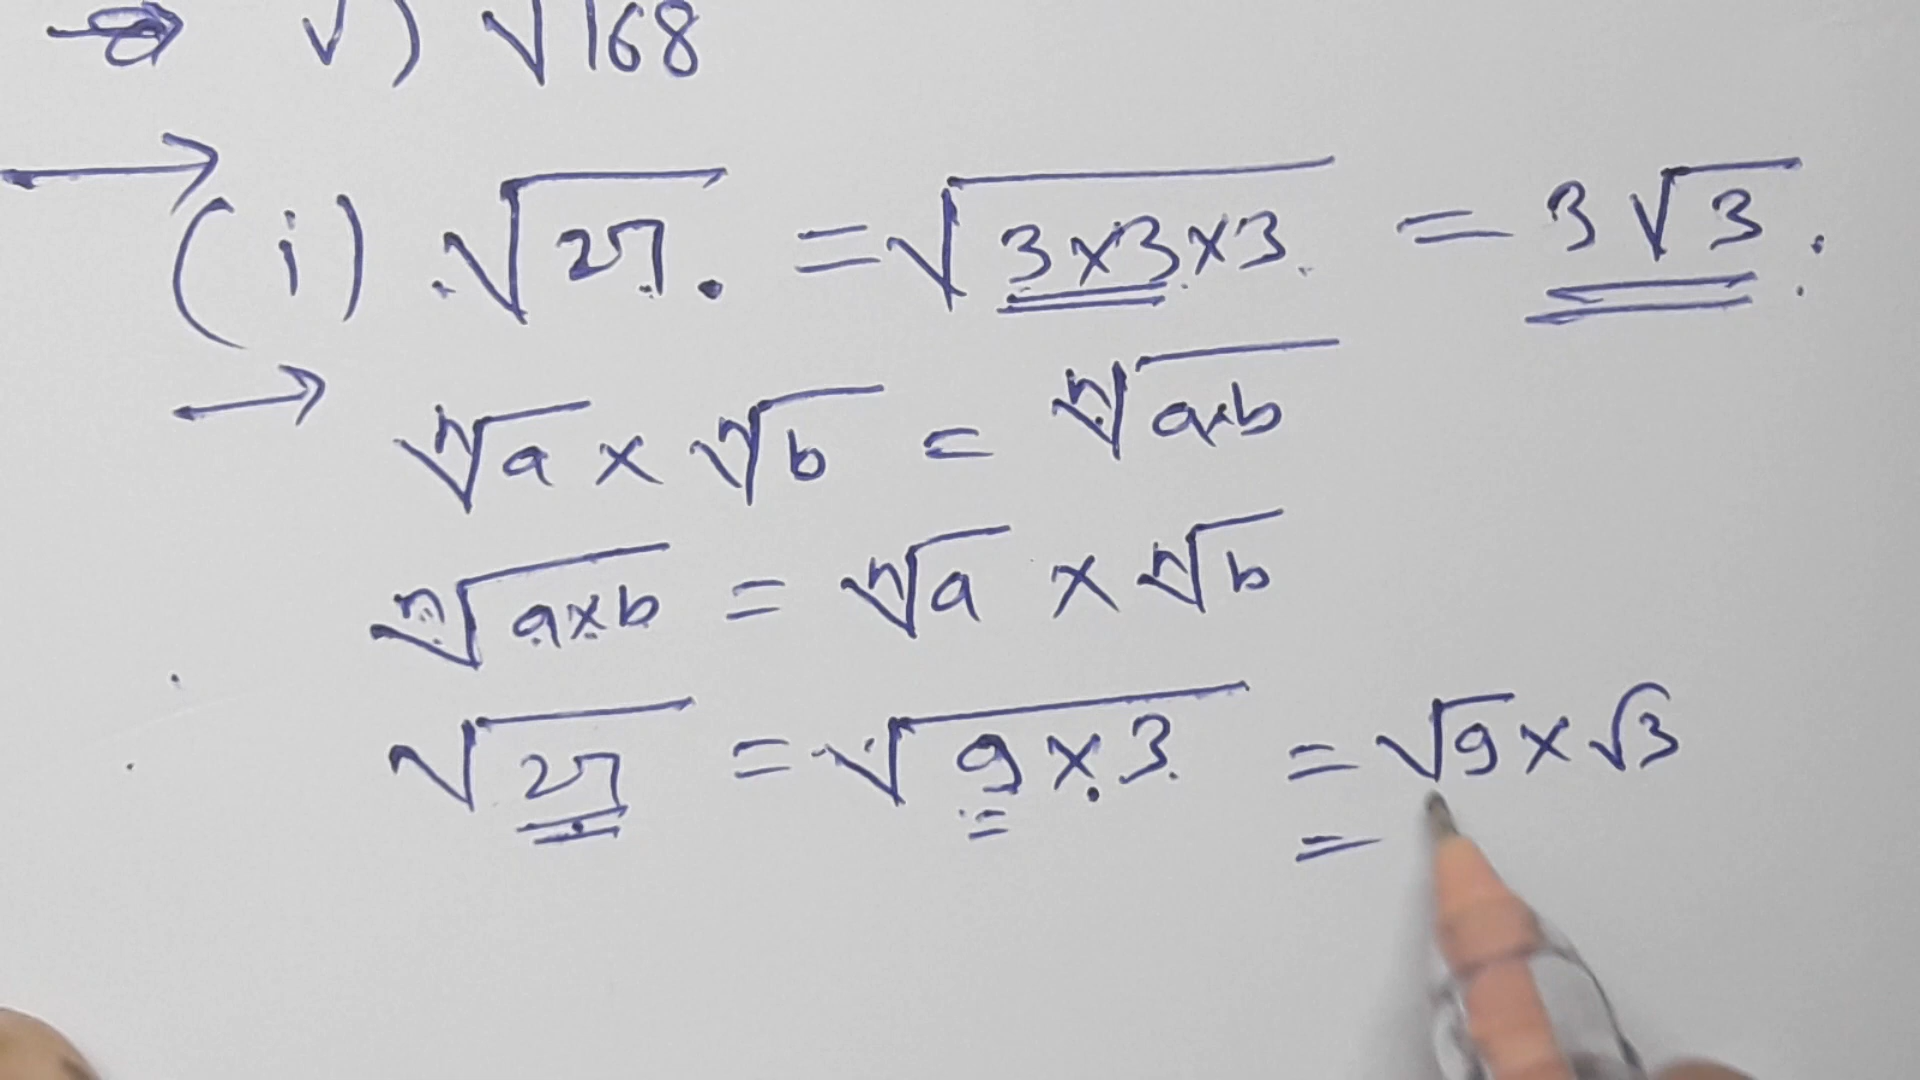 v) √168
(i) √27 = √3×3×3 = 3√3.
ⁿ√a × ⁿ√b = ⁿ√a×b
ⁿ√a×b = ⁿ√a × ⁿ√b
√27 = √9×3 = √9×√3
=